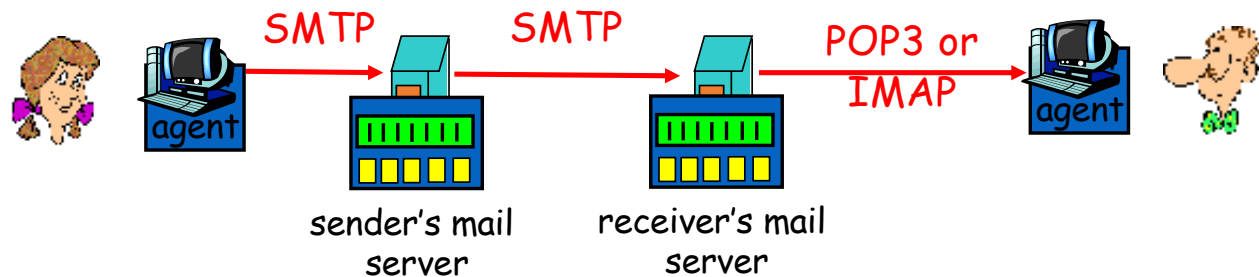 SMTP
SMTP
POP3 or
IMAP
agent
agent
sender's mail
server
receiver's mail
server